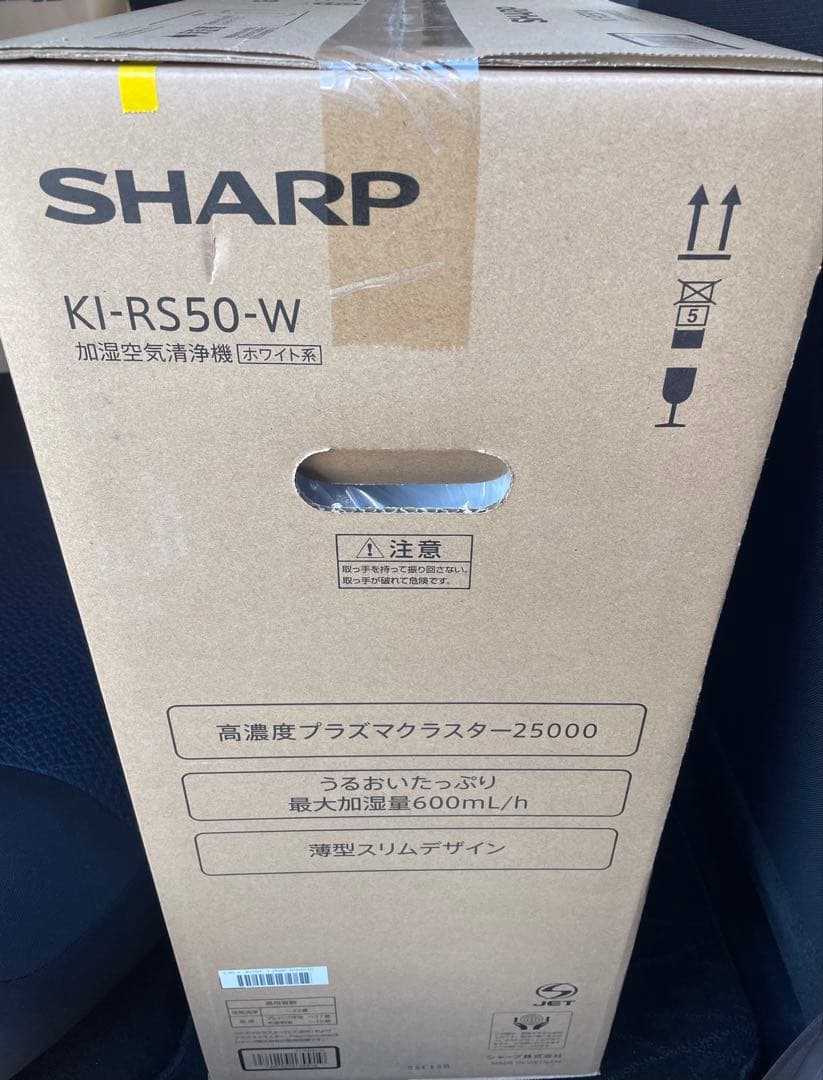 SHARP
SHARP
KI-RS50-W
加湿空気清浄機 ホワイト系
5
注意
取っ手を持って振り回さない。
取っ手が破れて危険です。
高濃度プラズマクラスター25000
うるおいたっぷり
最大加湿量600mL/h
薄型スリムデザイン
適用畳数
JET
シャープ株式会社
MADE IN VIETNAM